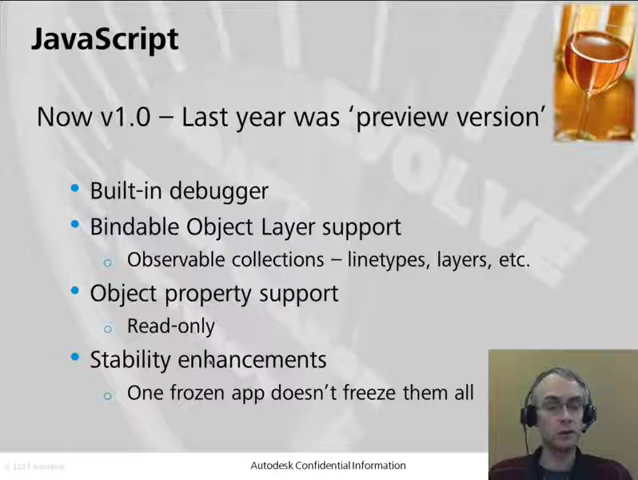 JavaScript
Now v1.0 – Last year was ‘preview version’
• Built-in debugger
• Bindable Object Layer support
o Observable collections – linetypes, layers, etc.
• Object property support
o Read-only
• Stability enhancements
o One frozen app doesn’t freeze them all
EVOLVE
Autodesk Confidential Information